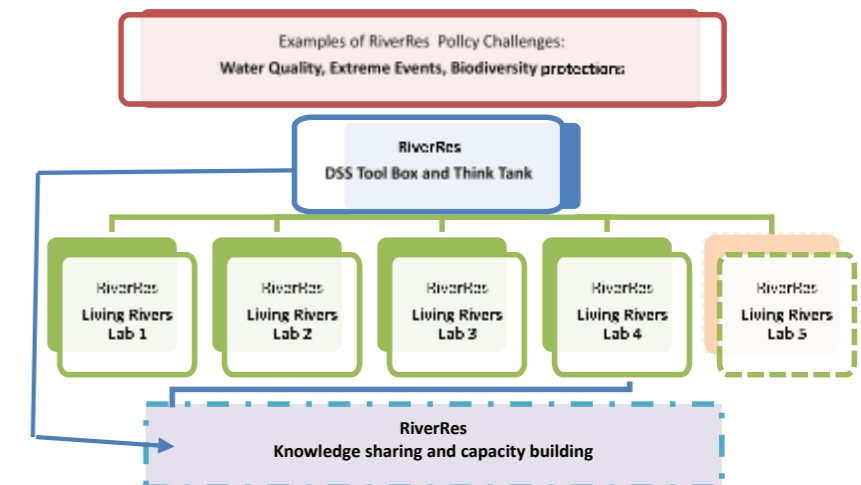 Examples of RiverRes Policy Challenges:
Water Quality, Extreme Events, Biodiversity protections
RiverRes
DSS Tool Box and Think Tank
RiverRes
Living Rivers
Lab 1
RiverRes
Living Rivers
Lab 2
RiverRes
Living Rivers
Lab 3
RiverRes
Living Rivers
Lab 4
RiverRes
Living Rivers
Lab 5
RiverRes
Knowledge sharing and capacity building